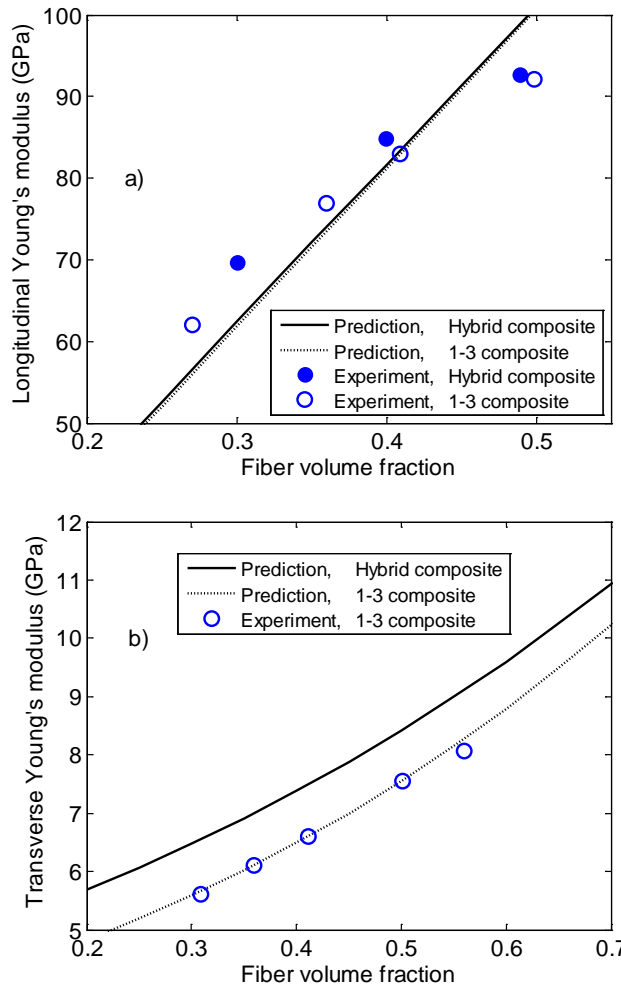 100
90
80
70
60
50
Longitudinal Young's modulus (GPa)
a)
Prediction, Hybrid composite
Prediction, 1-3 composite
Experiment, Hybrid composite
Experiment, 1-3 composite
0.2 0.3 0.4 0.5
Fiber volume fraction
12
11
10
9
8
7
6
5
Transverse Young's modulus (GPa)
Prediction, Hybrid composite
Prediction, 1-3 composite
Experiment, 1-3 composite
b)
0.2 0.3 0.4 0.5 0.6 0.7
Fiber volume fraction